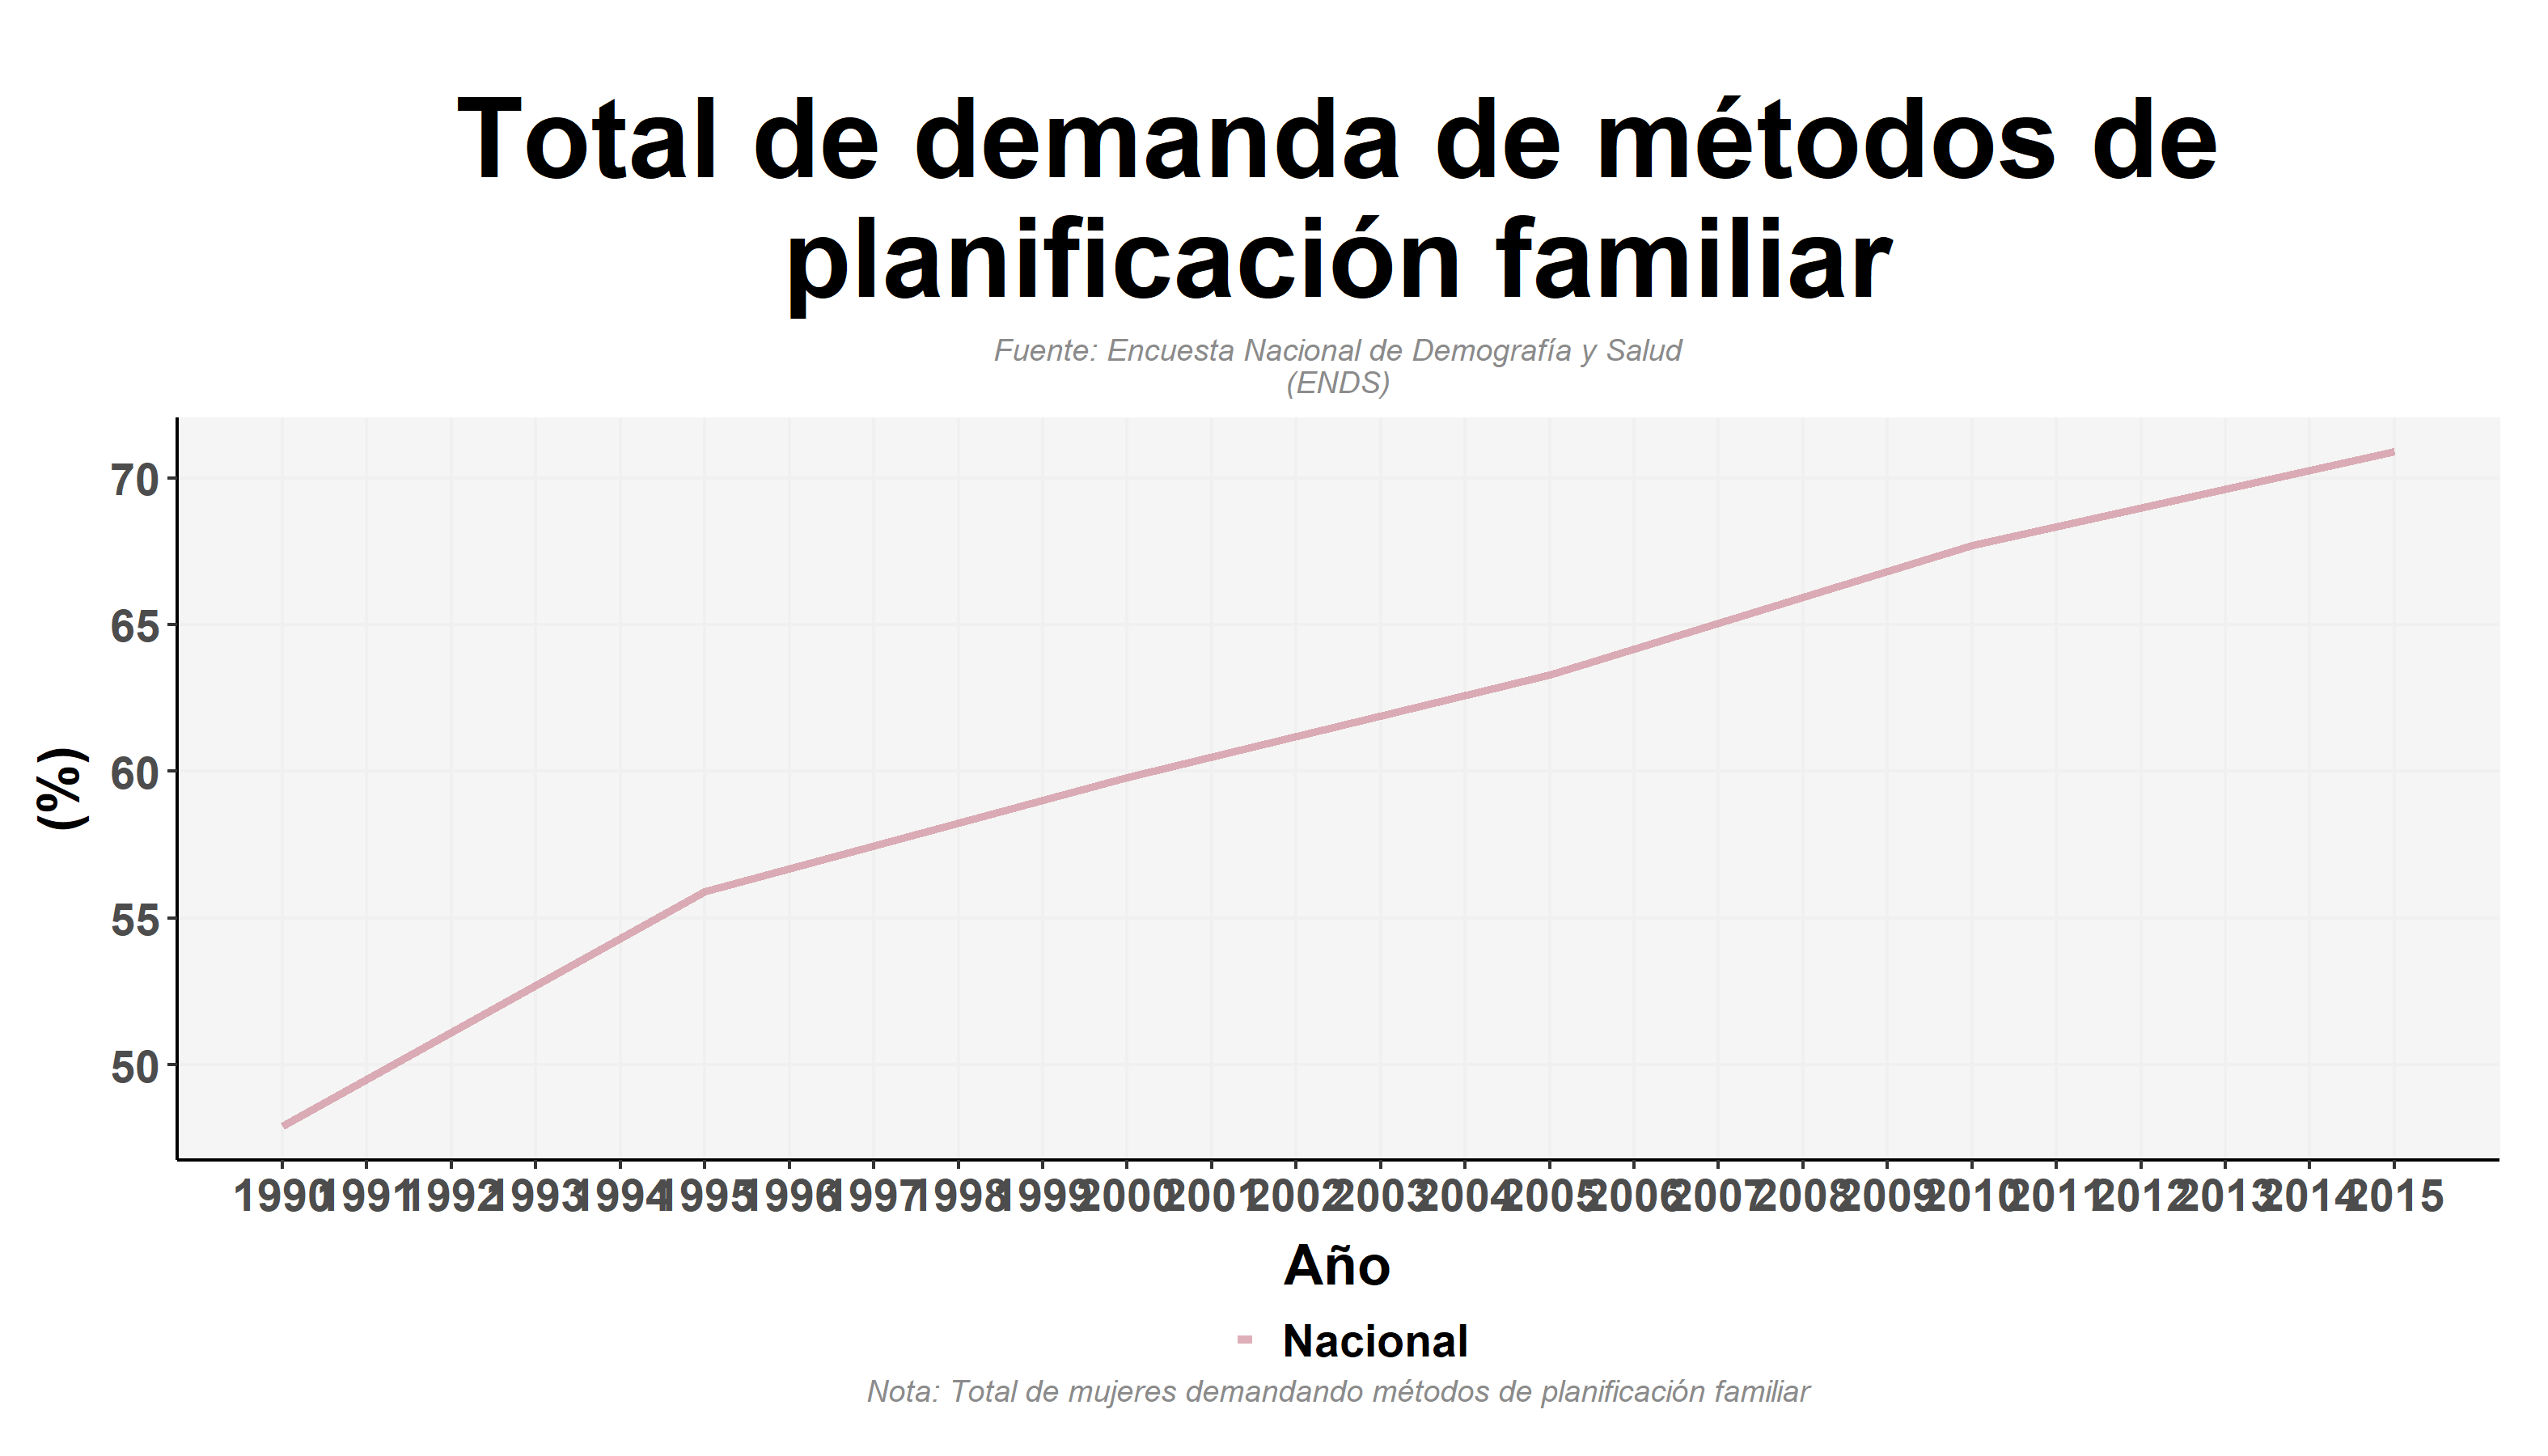 Total de demanda de métodos de
planificación familiar
Fuente: Encuesta Nacional de Demografía y Salud
(ENDS)
70
65
60
55
50
(%)
1990 1991 1992 1993 1994 1995 1996 1997 1998 1999 2000 2001 2002 2003 2004 2005 2006 2007 2008 2009 2010 2011 2012 2013 2014 2015
Año
Nacional
Nota: Total de mujeres demandando métodos de planificación familiar